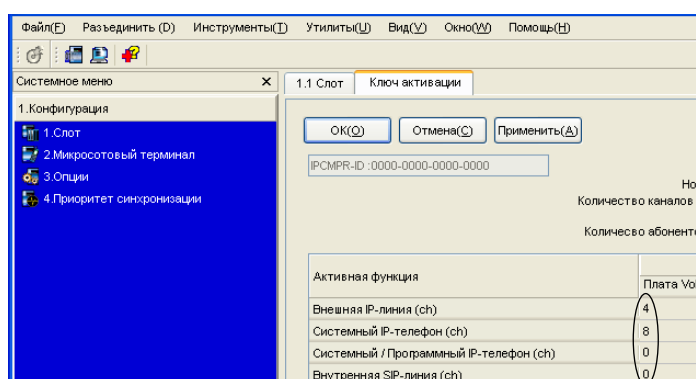 Файл(F) Разъединить (D) Инструменты(T) Утилиты(U) Вид(V) Окно(W) Помощь(H)
Системное меню X
1.1 Слот Ключ активации
1.Конфигурация
1.Слот
2.Микросотовый терминал
3.Опции
4.Приоритет синхронизации
OK(O) Отмена(C) Применить(A)
IPCMPR-ID :0000-0000-0000-0000
Но
Количество каналов
Количесво абоненто
Активная функция
Плата Vo
Внешняя IP-линия (ch) 4
Системный IP-телефон (ch) 8
Системный / Программный IP-телефон (ch) 0
Внутренняя SIP-линия (ch) 0